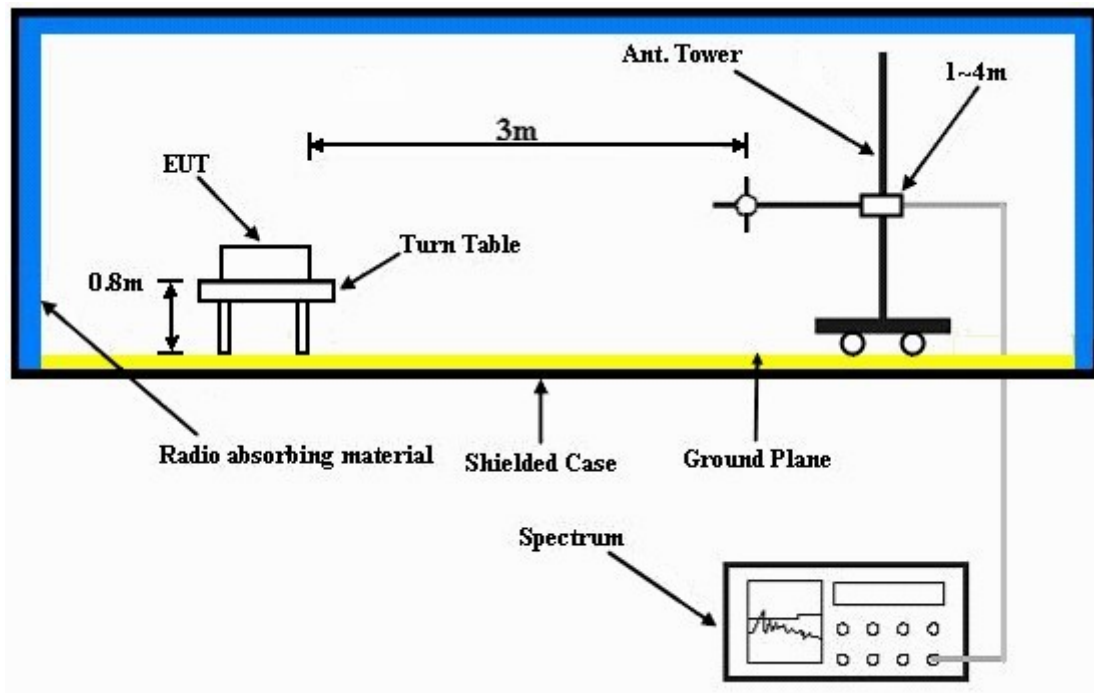 Ant. Tower
1~4m
3m
EUT
Turn Table
0.8m
Radio absorbing material
Shielded Case
Ground Plane
Spectrum